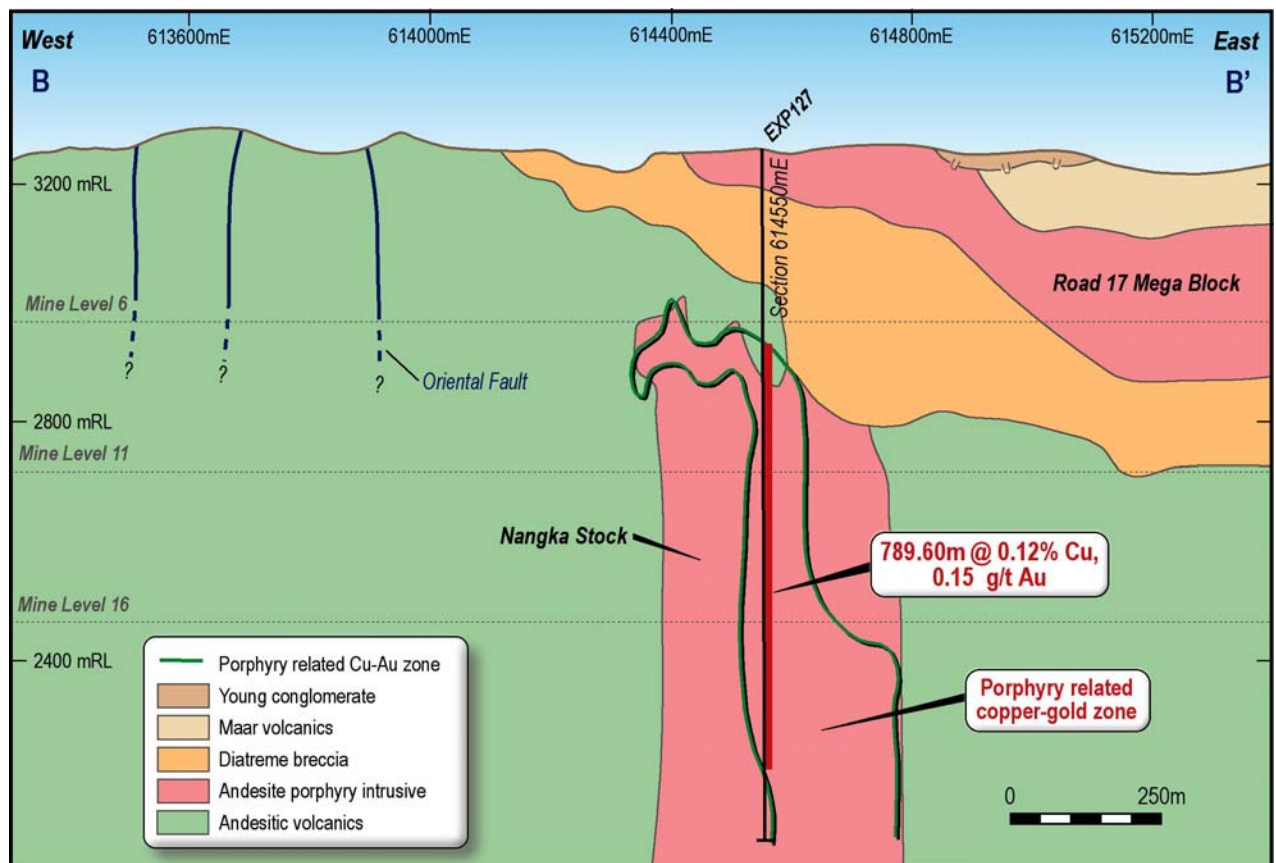 613600mE 614000mE 614400mE 614800mE 615200mE
West
East
B
B'
EXP127
Section 614550mE
3200 mRL
Road 17 Mega Block
Mine Level 6
?
?
?
Oriental Fault
2800 mRL
Mine Level 11
Nangka Stock
789.60m @ 0.12% Cu,
0.15 g/t Au
Mine Level 16
2400 mRL
Porphyry related
copper-gold zone
Porphyry related Cu-Au zone
Young conglomerate
Maar volcanics
Diatreme breccia
Andesite porphyry intrusive
Andesitic volcanics
0 250m